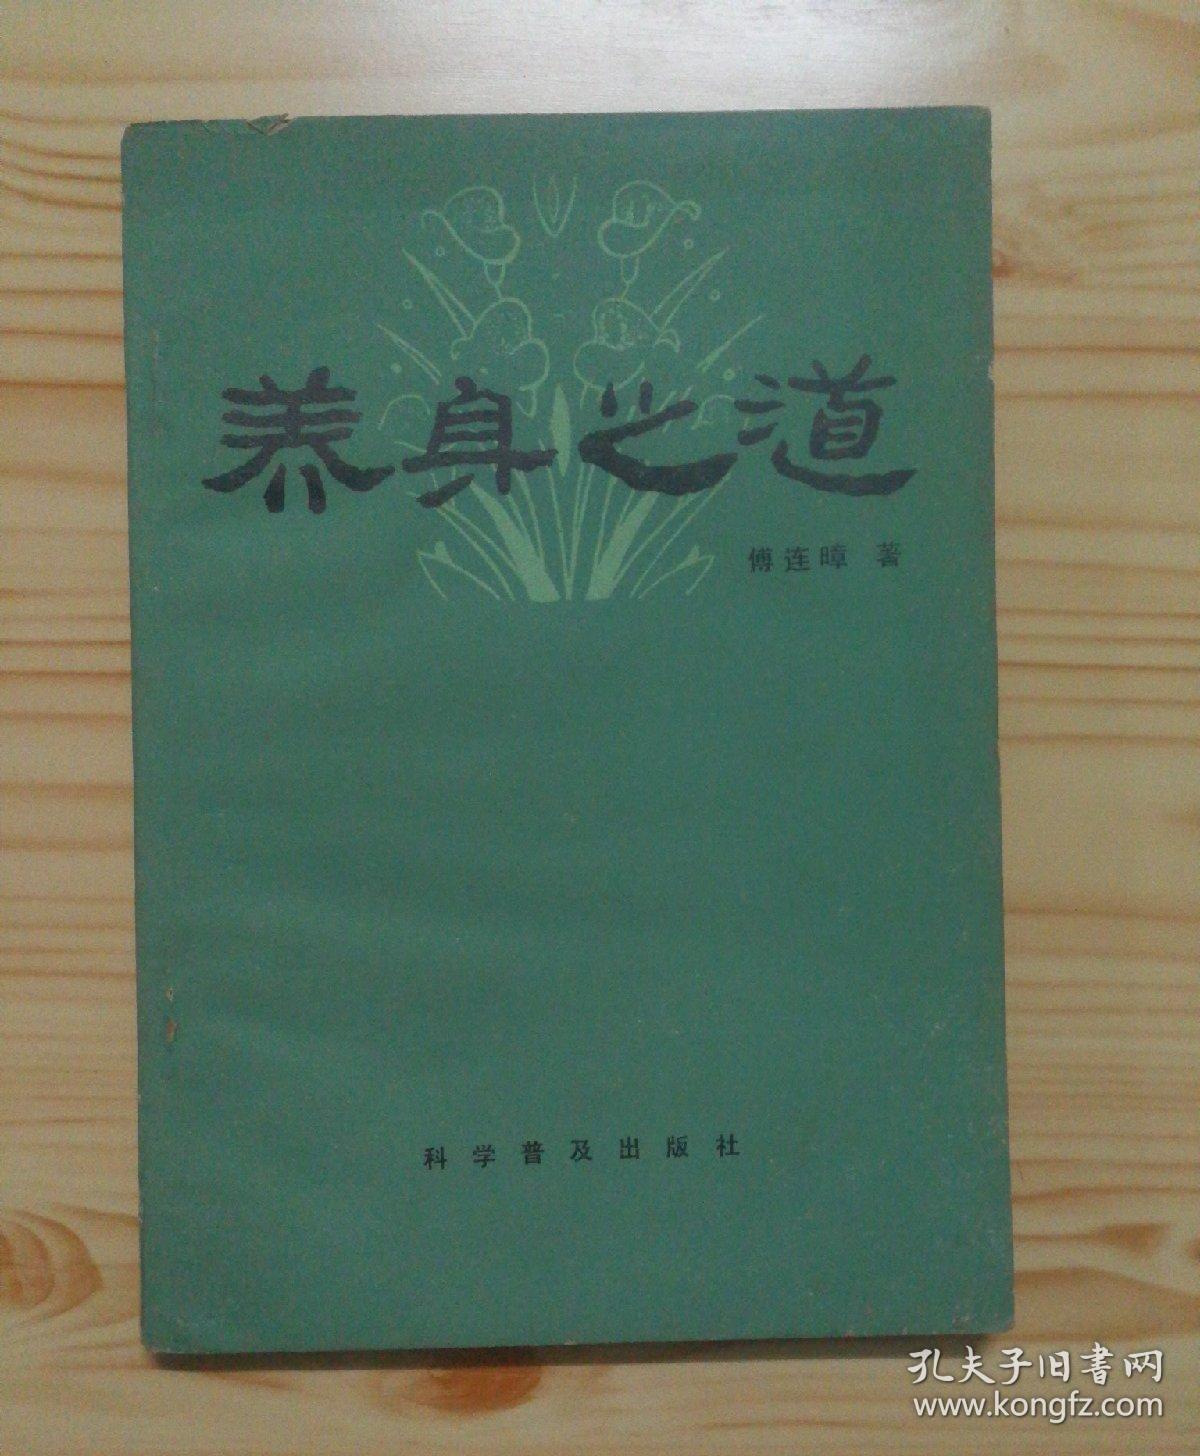 养身之道
傅连暲 著
科学普及出版社
孔夫子旧书网
www.kongfz.com